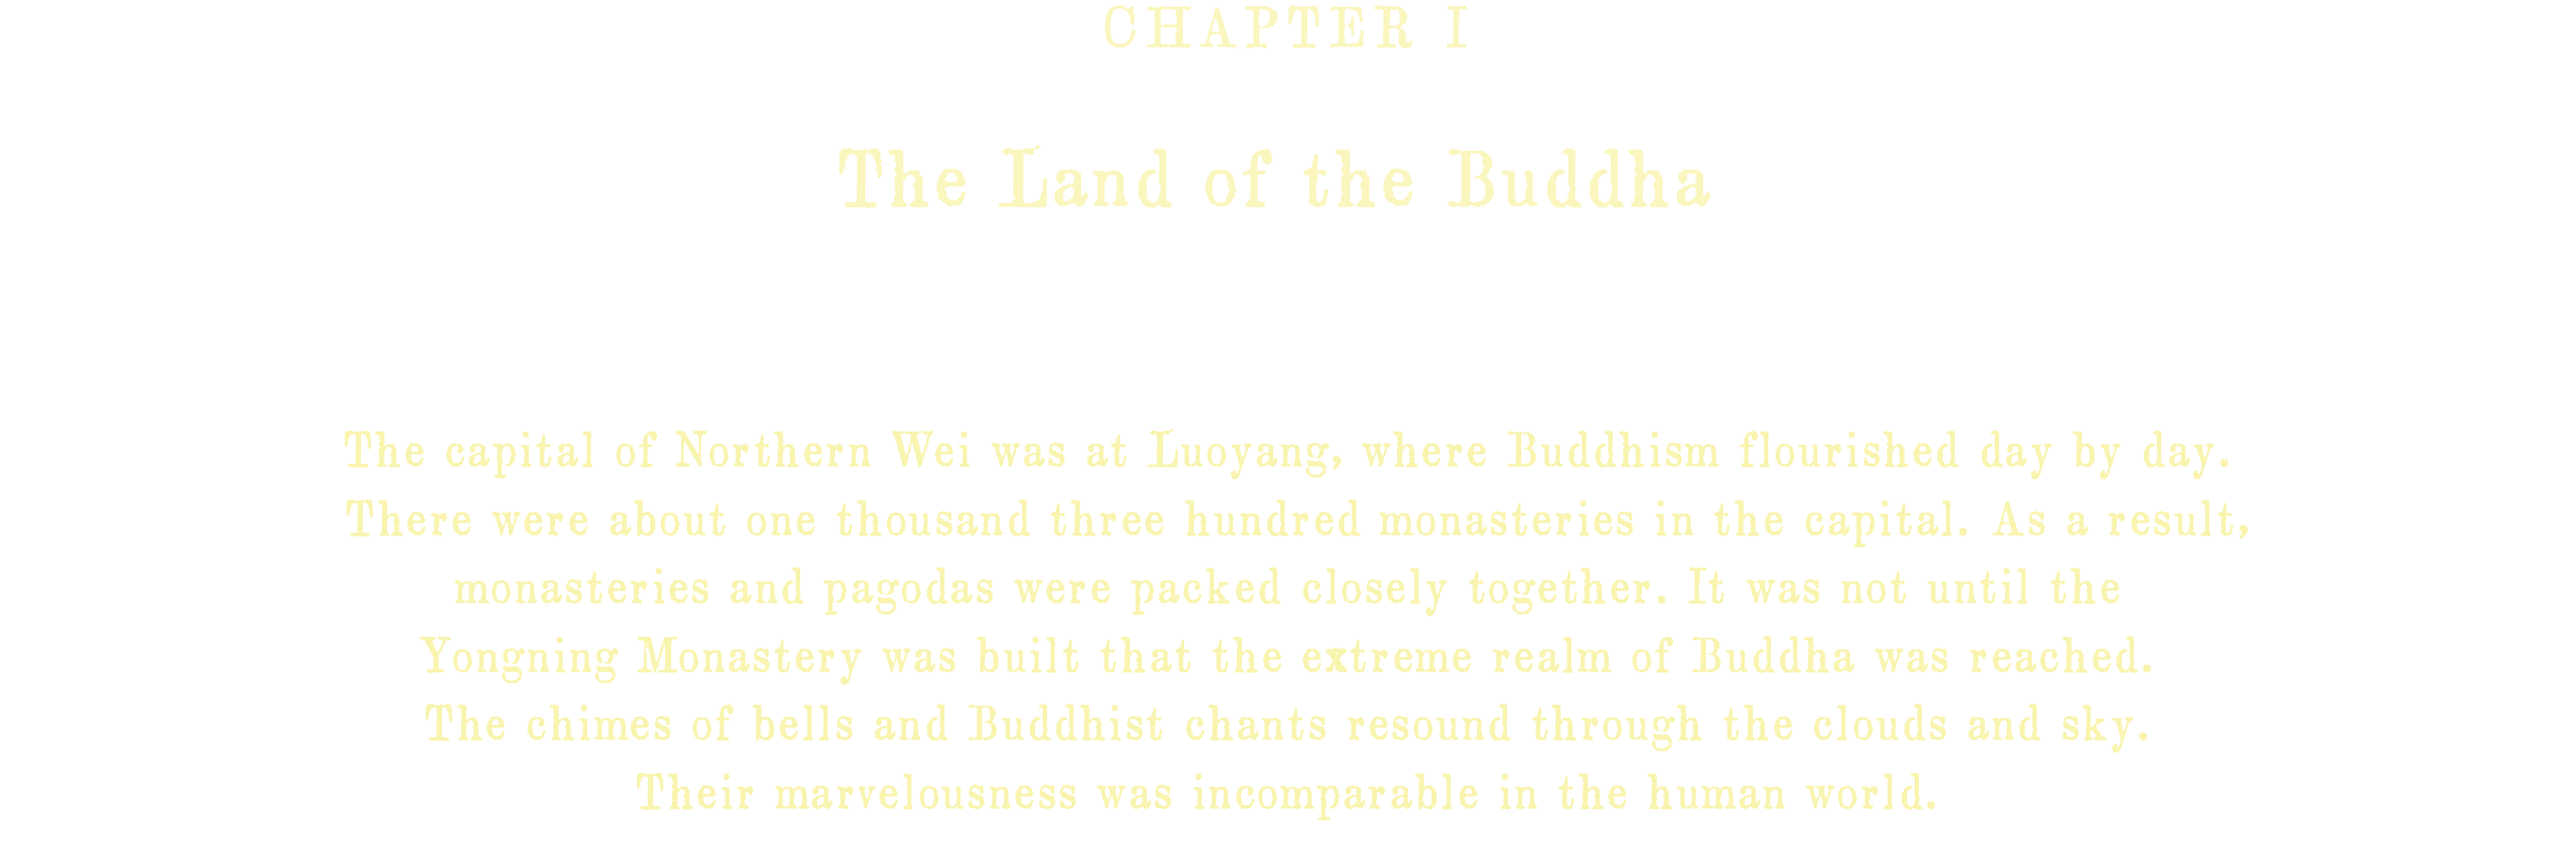 CHAPTER I
The Land of the Buddha
The capital of Northern Wei was at Luoyang, where Buddhism flourished day by day.
There were about one thousand three hundred monasteries in the capital. As a result,
monasteries and pagodas were packed closely together. It was not until the
Yongning Monastery was built that the extreme realm of Buddha was reached.
The chimes of bells and Buddhist chants resound through the clouds and sky.
Their marvelousness was incomparable in the human world.